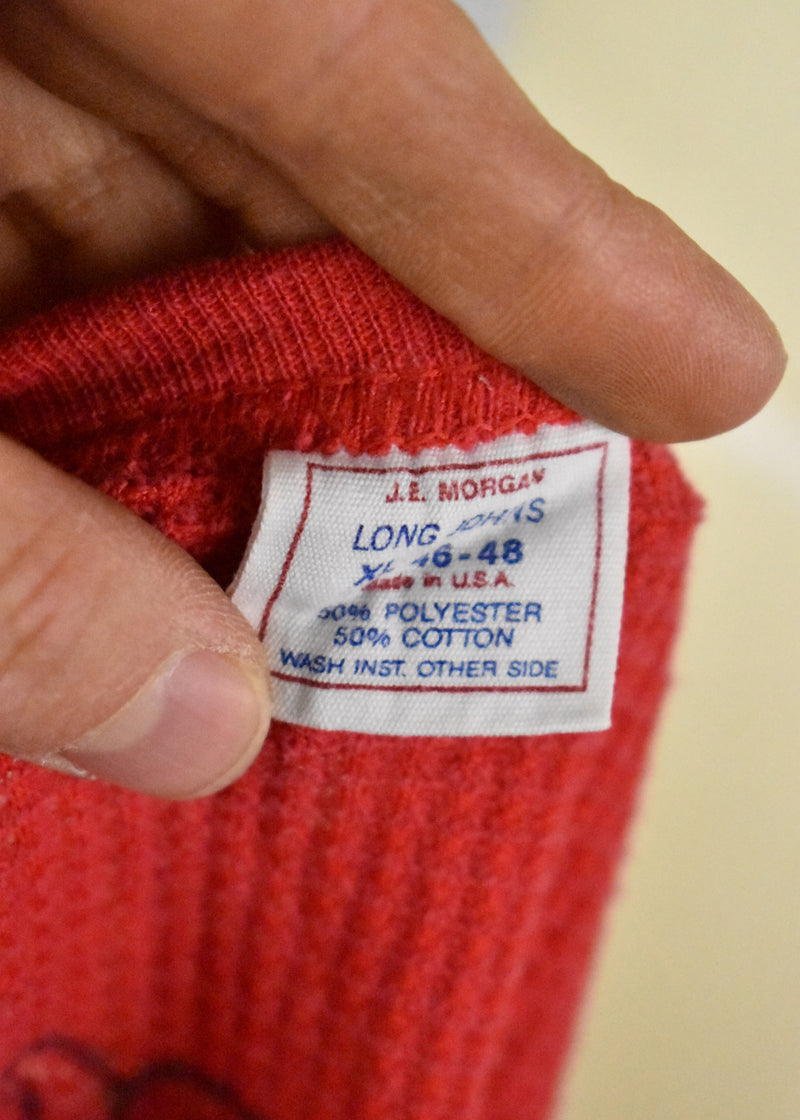 J.E. MORGAN
LONG JOHNS
XL 46-48
Made in U.S.A.
50% POLYESTER
50% COTTON
WASH INST. OTHER SIDE